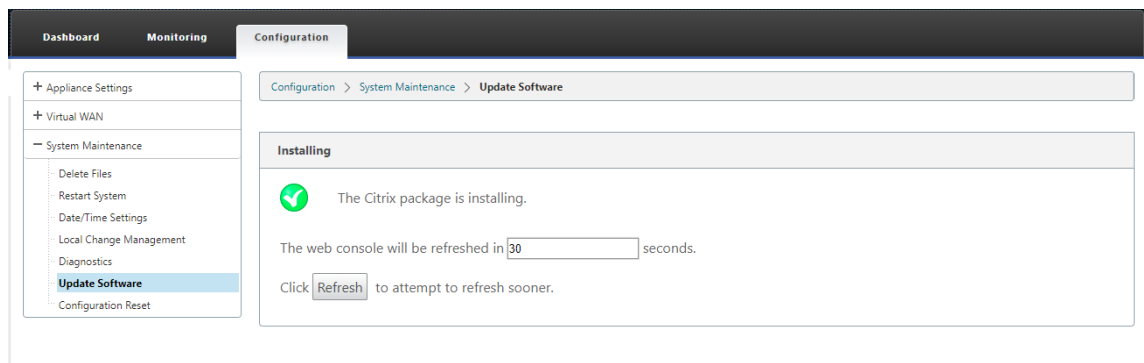 Dashboard Monitoring Configuration
+ Appliance Settings
+ Virtual WAN
− System Maintenance
Delete Files
Restart System
Date/Time Settings
Local Change Management
Diagnostics
Update Software
Configuration Reset
Configuration > System Maintenance > Update Software
Installing
The Citrix package is installing.
The web console will be refreshed in 30 seconds.
Click Refresh to attempt to refresh sooner.